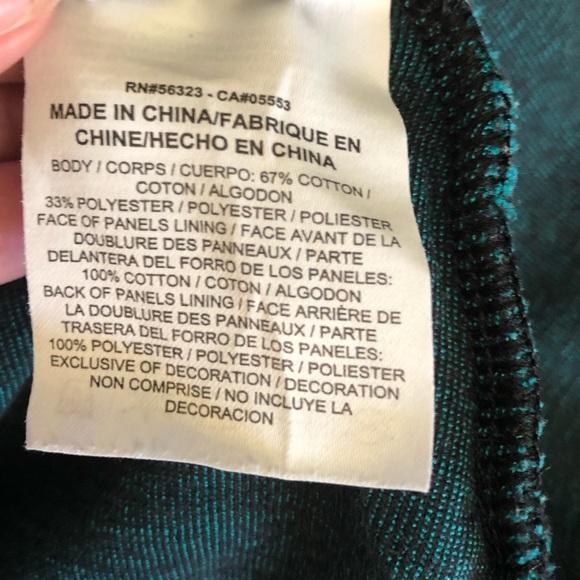 RN#56323 - CA#05553
MADE IN CHINA/FABRIQUE EN
CHINE/HECHO EN CHINA
BODY / CORPS / CUERPO: 67% COTTON /
COTON / ALGODON
33% POLYESTER / POLYESTER / POLIESTER
FACE OF PANELS LINING / FACE AVANT DE LA
DOUBLURE DES PANNEAUX / PARTE
DELANTERA DEL FORRO DE LOS PANELES:
100% COTTON / COTON / ALGODON
BACK OF PANELS LINING / FACE ARRIÈRE DE
LA DOUBLURE DES PANNEAUX / PARTE
TRASERA DEL FORRO DE LOS PANELES:
100% POLYESTER / POLYESTER / POLIESTER
EXCLUSIVE OF DECORATION / DECORATION
NON COMPRISE / NO INCLUYE LA
DECORACION